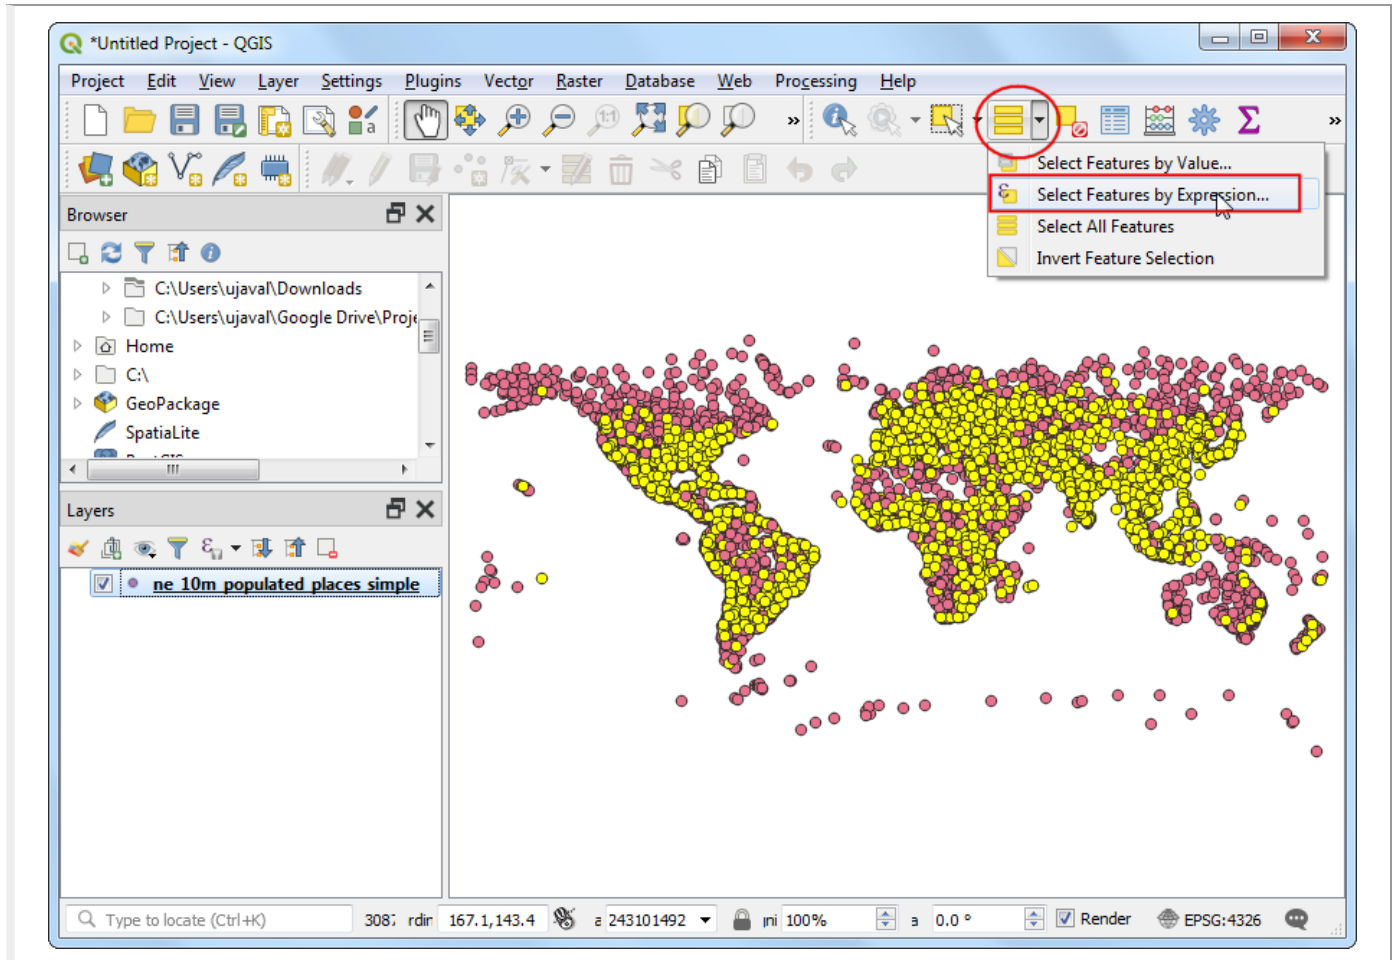 *Untitled Project - QGIS
Project Edit View Layer Settings Plugins Vector Raster Database Web Processing Help
1:1
a
»
Σ
»
Select Features by Value...
Select Features by Expression...
Select All Features
Invert Feature Selection
Browser
C:\Users\ujaval\Downloads
C:\Users\ujaval\Google Drive\Proje
Home
C:\
GeoPackage
SpatiaLite
Layers
ne_10m_populated_places_simple
Type to locate (Ctrl+K) rdir 167.1,143.4 a 243101492 100% a 0.0 ° Render EPSG:4326